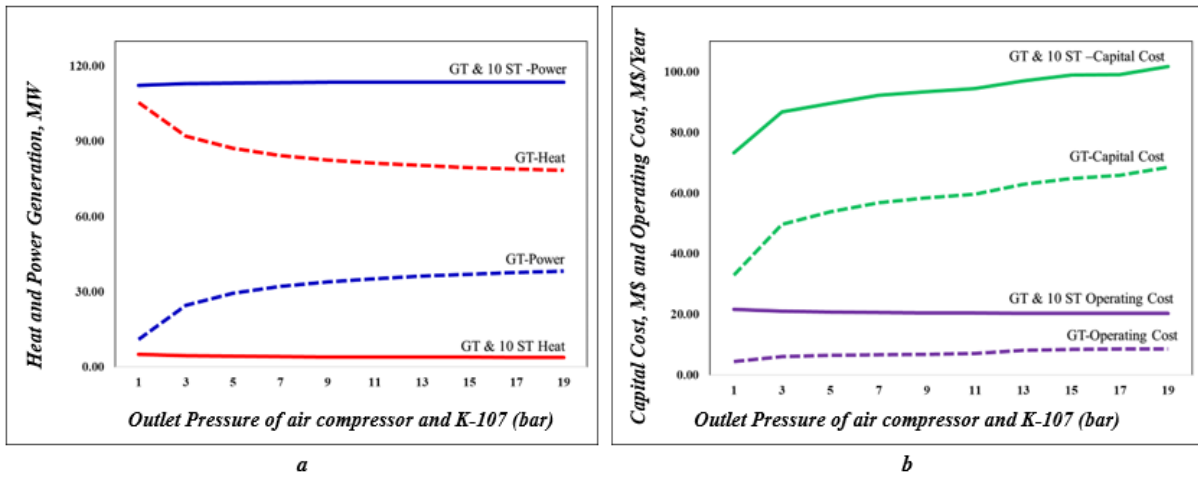 Heat and Power Generation, MW
120.00
90.00
60.00
30.00
0.00
GT & 10 ST -Power
GT-Heat
GT-Power
GT & 10 ST Heat
1 3 5 7 9 11 13 15 17 19
Outlet Pressure of air compressor and K-107 (bar)
a
Capital Cost, M$ and Operating Cost, M$/Year
100.00
80.00
60.00
40.00
20.00
0.00
GT & 10 ST –Capital Cost
GT-Capital Cost
GT & 10 ST Operating Cost
GT-Operating Cost
1 3 5 7 9 11 13 15 17 19
Outlet Pressure of air compressor and K-107 (bar)
b